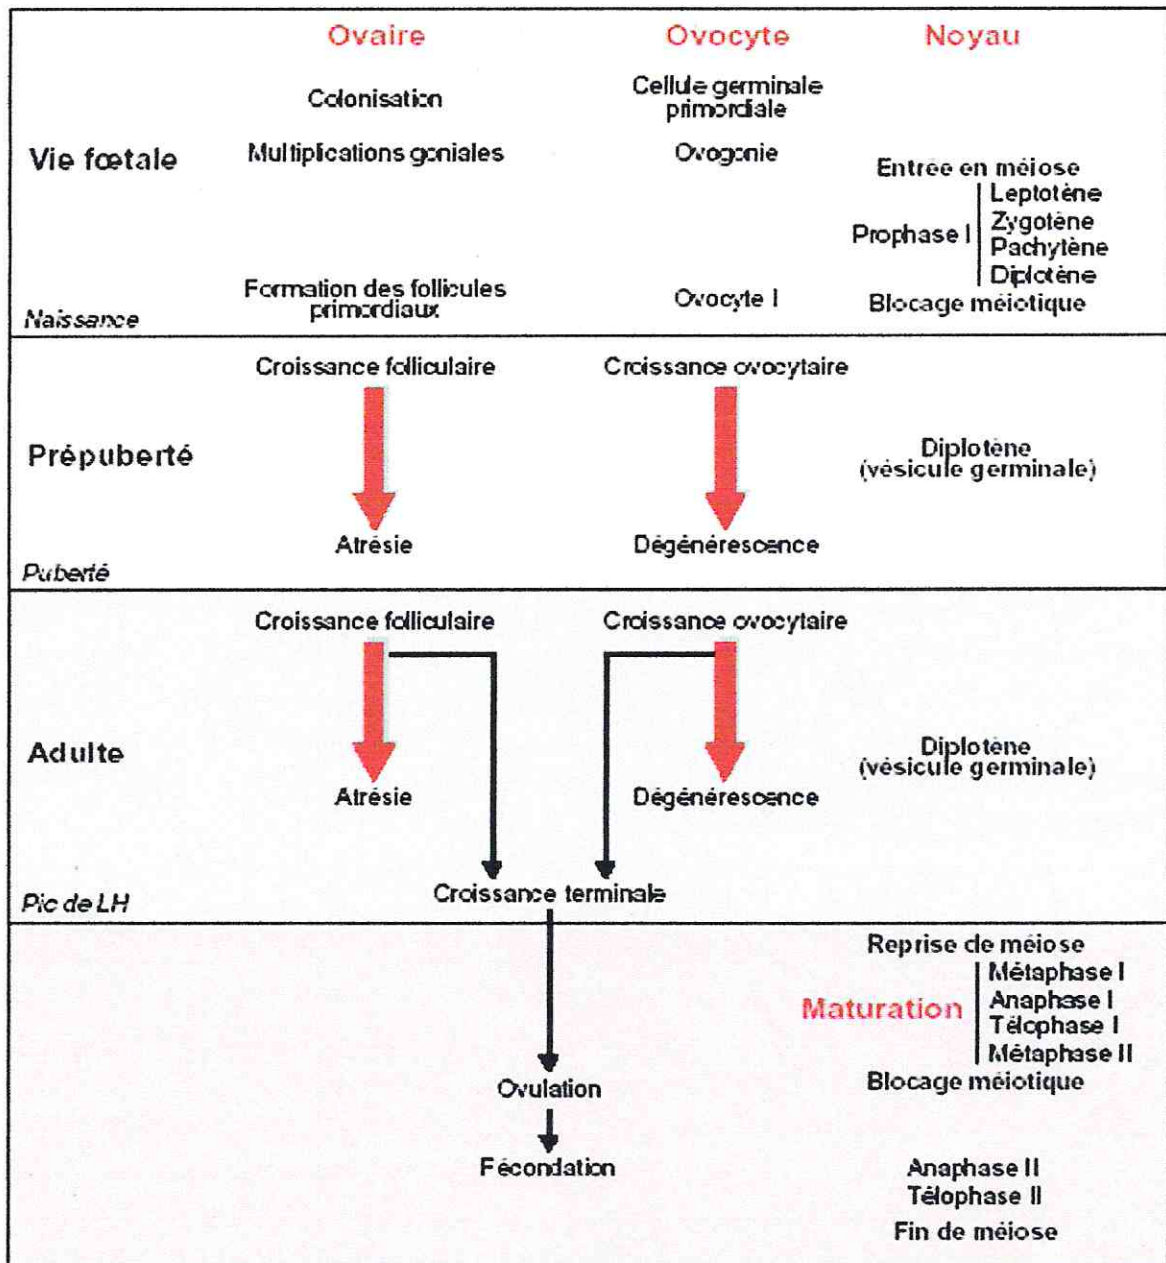 Ovaire Ovocyte Noyau
Colonisation
Cellule germinale
primordiale
Vie fœtale
Multiplications goniales
Ovogonie
Entrée en méiose
Prophase I
Leptotène
Zygotène
Pachytène
Diplotène
Formation des follicules
primordiaux
Ovocyte I
Blocage méiotique
Naissance
Croissance folliculaire
Croissance ovocytaire
Prépuberté
Diplotène
(vésicule germinale)
Atrésie
Dégénérescence
Puberté
Croissance folliculaire
Croissance ovocytaire
Adulte
Diplotène
(vésicule germinale)
Atrésie
Dégénérescence
Croissance terminale
Pic de LH
Reprise de méiose
Maturation
Métaphase I
Anaphase I
Télophase I
Métaphase II
Blocage méiotique
Ovulation
Fécondation
Anaphase II
Télophase II
Fin de méiose